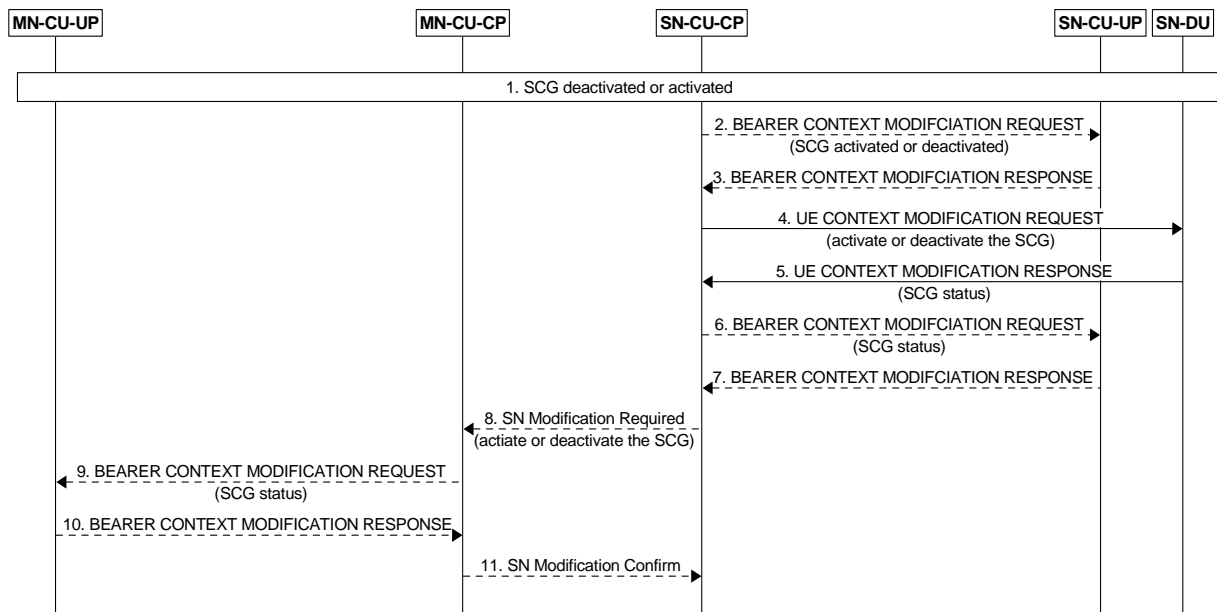 MN-CU-UP
MN-CU-CP
SN-CU-CP
SN-CU-UP
SN-DU
1. SCG deactivated or activated
2. BEARER CONTEXT MODIFCIATION REQUEST
(SCG activated or deactivated)
3. BEARER CONTEXT MODIFCIATION RESPONSE
4. UE CONTEXT MODIFICATION REQUEST
(activate or deactivate the SCG)
5. UE CONTEXT MODIFICATION RESPONSE
(SCG status)
6. BEARER CONTEXT MODIFCIATION REQUEST
(SCG status)
7. BEARER CONTEXT MODIFCIATION RESPONSE
8. SN Modification Required
(actiate or deactivate the SCG)
9. BEARER CONTEXT MODIFICATION REQUEST
(SCG status)
10. BEARER CONTEXT MODIFICATION RESPONSE
11. SN Modification Confirm